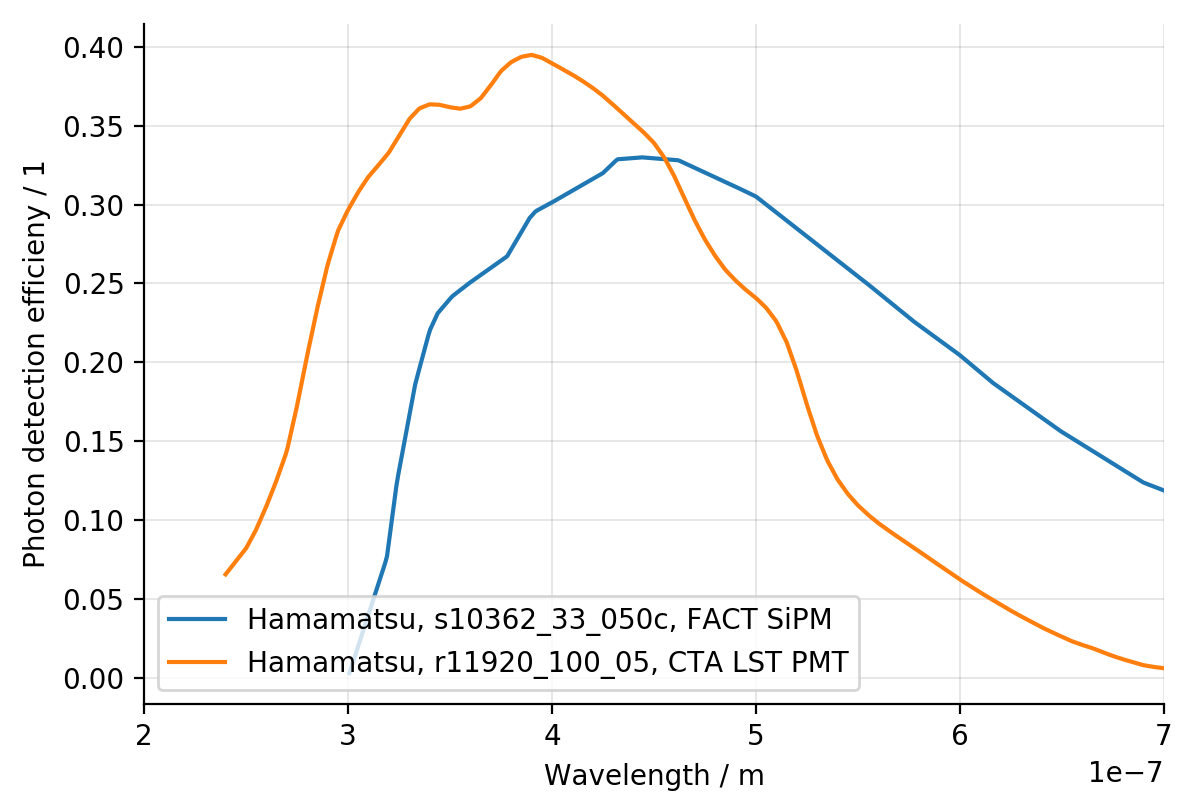 0.40
0.35
0.30
0.25
0.20
0.15
0.10
0.05
0.00
Photon detection efficieny / 1
Hamamatsu, s10362_33_050c, FACT SiPM
Hamamatsu, r11920_100_05, CTA LST PMT
2 3 4 5 6 7
1e−7
Wavelength / m